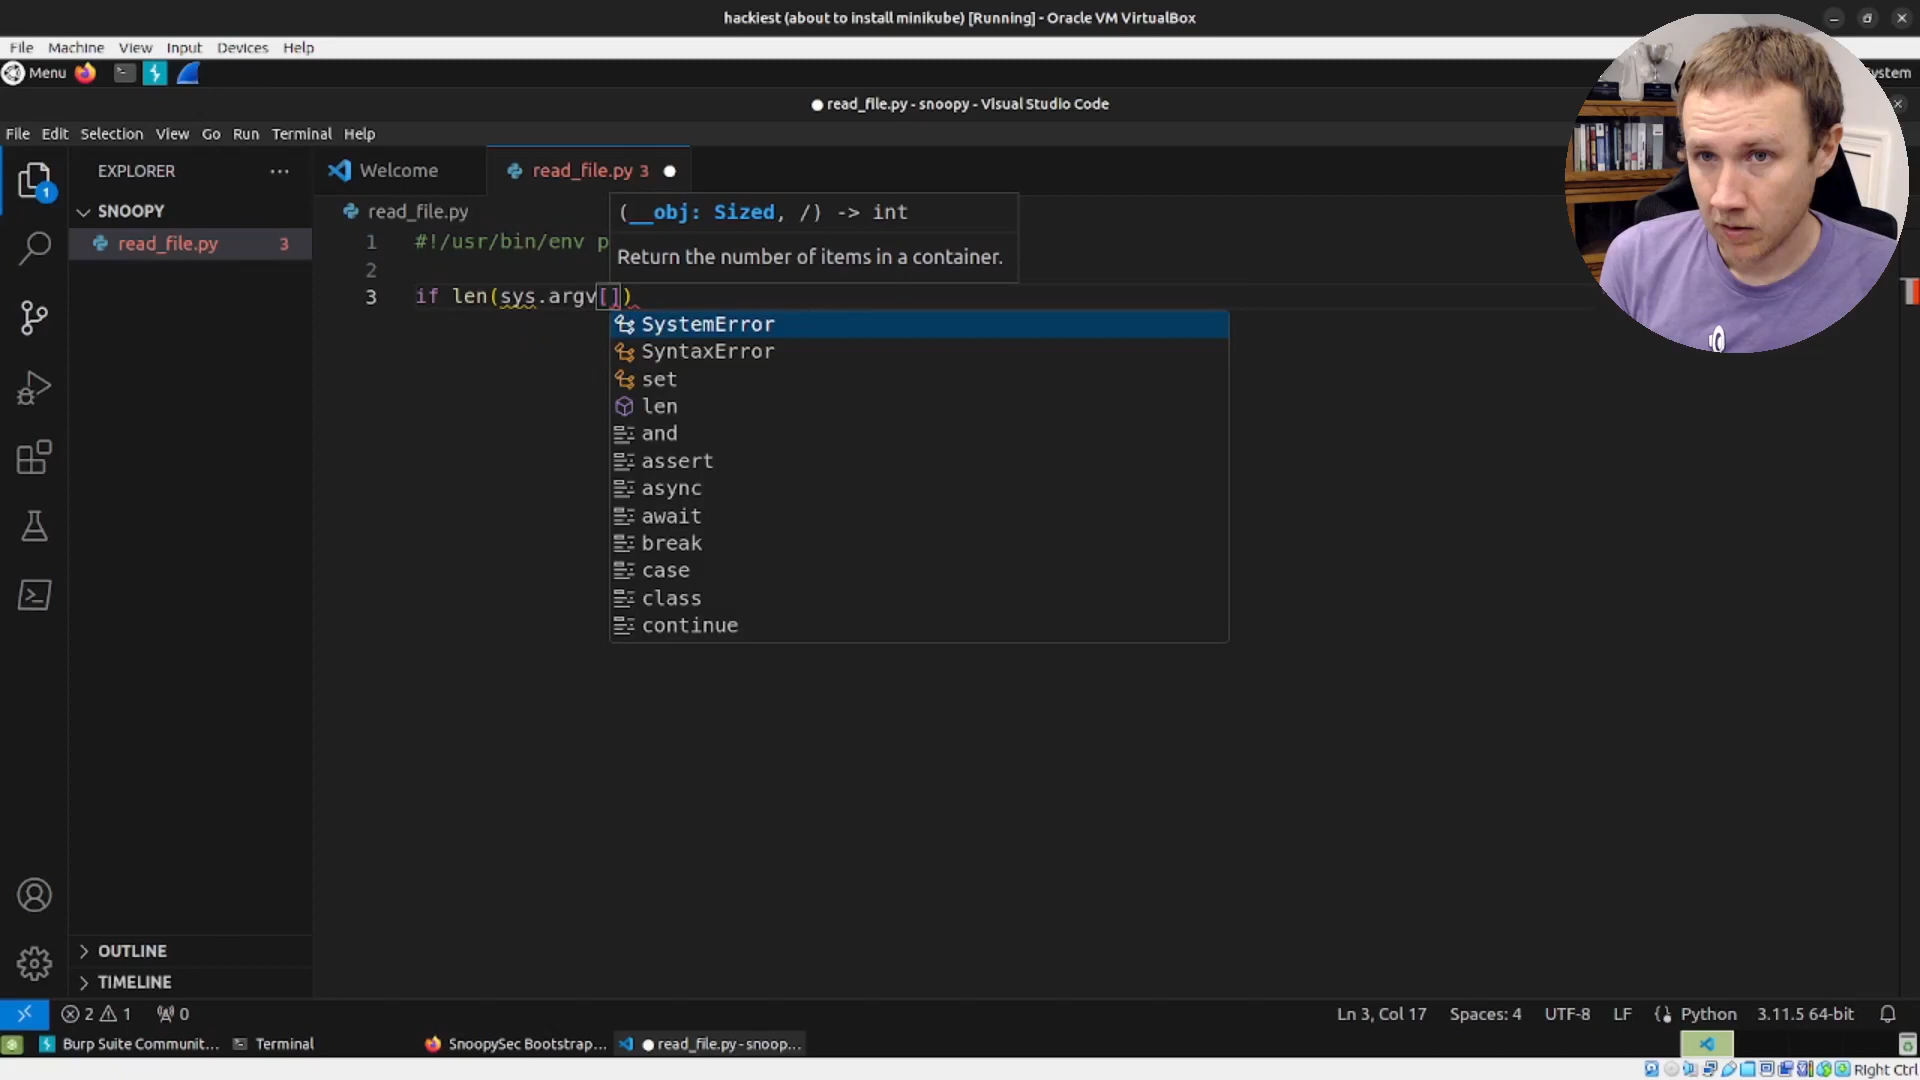 hackiest (about to install minikube) [Running] - Oracle VM VirtualBox
File Machine View Input Devices Help
Menu
ystem
● read_file.py - snoopy - Visual Studio Code
File Edit Selection View Go Run Terminal Help
EXPLORER ···
Welcome
read_file.py 3 ●
SNOOPY
read_file.py
read_file.py 3
(__obj: Sized, /) -> int
Return the number of items in a container.
1 #!/usr/bin/env p
2
3 if len(sys.argv[])
SystemError
SyntaxError
set
len
and
assert
async
await
break
case
class
continue
1
OUTLINE
TIMELINE
2 1 0
Ln 3, Col 17 Spaces: 4 UTF-8 LF Python 3.11.5 64-bit
Burp Suite Communit... Terminal SnoopySec Bootstrap... ● read_file.py - snoop...
Right Ctrl